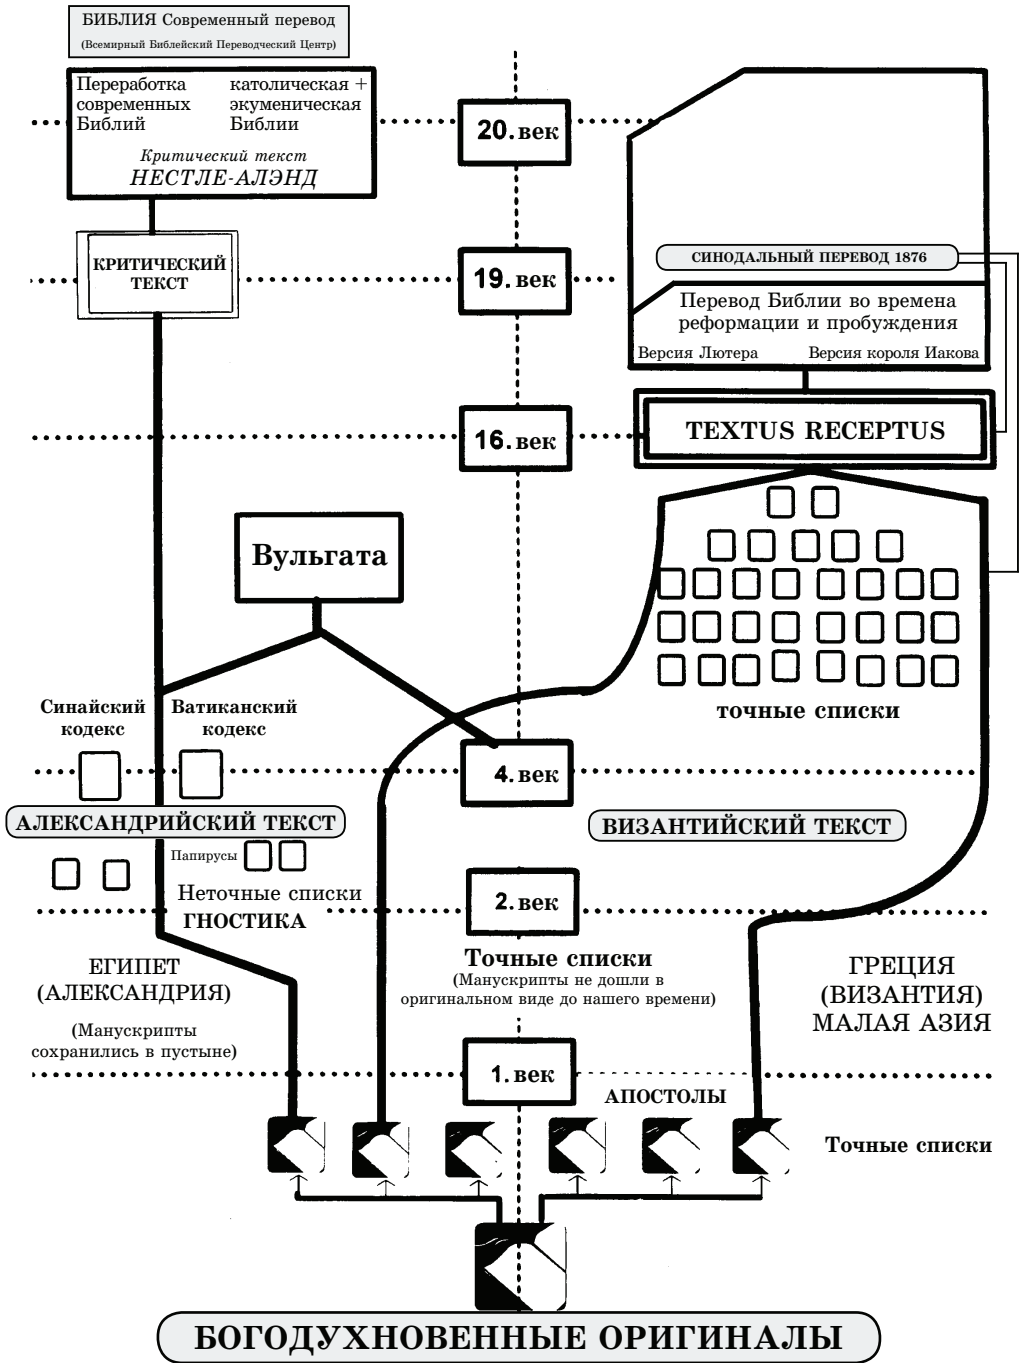 БИБЛИЯ Современный перевод
(Всемирный Библейский Переводческий Центр)
Переработка
современных
Библий
католическая +
экуменическая
Библии
Критический текст
НЕСТЛЕ-АЛЭНД
20. век
КРИТИЧЕСКИЙ
ТЕКСТ
19. век
СИНОДАЛЬНЫЙ ПЕРЕВОД 1876
Перевод Библии во времена
реформации и пробуждения
Версия Лютера
Версия короля Иакова
16. век
TEXTUS RECEPTUS
Вульгата
точные списки
Синайский
кодекс
Ватиканский
кодекс
4. век
АЛЕКСАНДРИЙСКИЙ ТЕКСТ
ВИЗАНТИЙСКИЙ ТЕКСТ
Папирусы
Неточные списки
ГНОСТИКА
2. век
ЕГИПЕТ
(АЛЕКСАНДРИЯ)
(Манускрипты
сохранились в пустыне)
Точные списки
(Манускрипты не дошли в
оригинальном виде до нашего времени)
ГРЕЦИЯ
(ВИЗАНТИЯ)
МАЛАЯ АЗИЯ
1. век
АПОСТОЛЫ
Точные списки
БОГОДУХНОВЕННЫЕ ОРИГИНАЛЫ